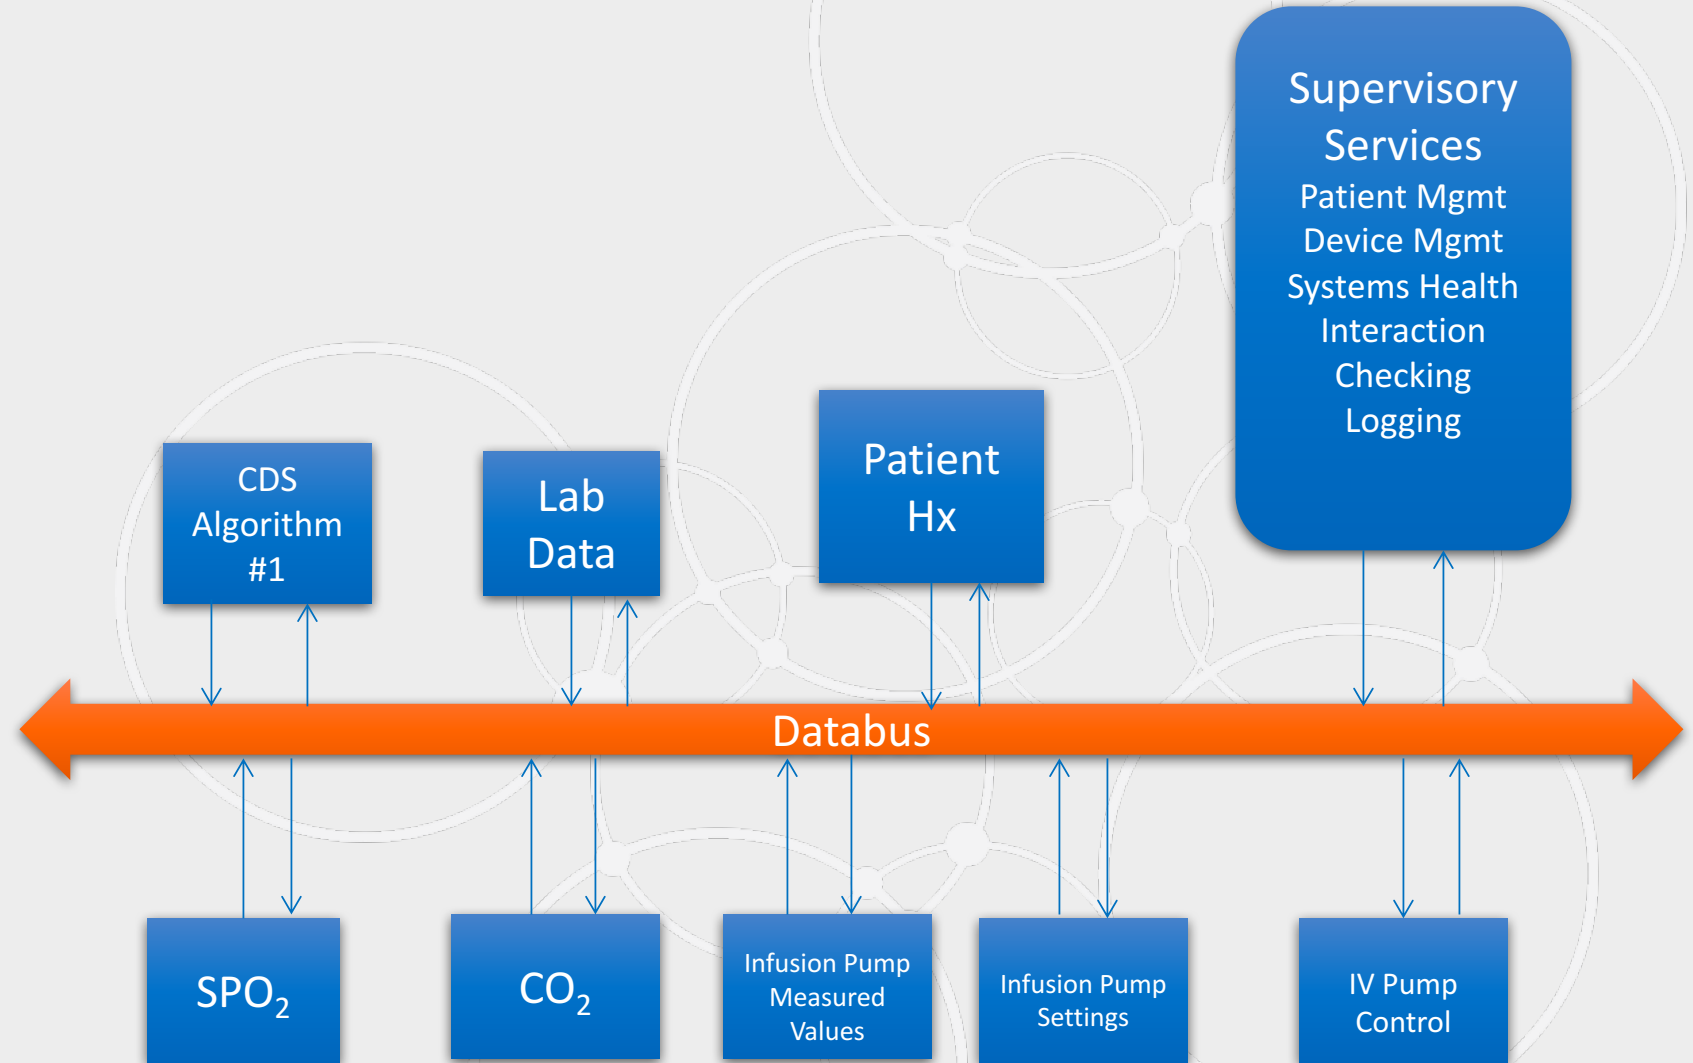 Supervisory
Services
Patient Mgmt
Device Mgmt
Systems Health
Interaction
Checking
Logging
CDS
Algorithm
#1
Lab
Data
Patient
Hx
Databus
SPO₂
CO₂
Infusion Pump
Measured
Values
Infusion Pump
Settings
IV Pump
Control